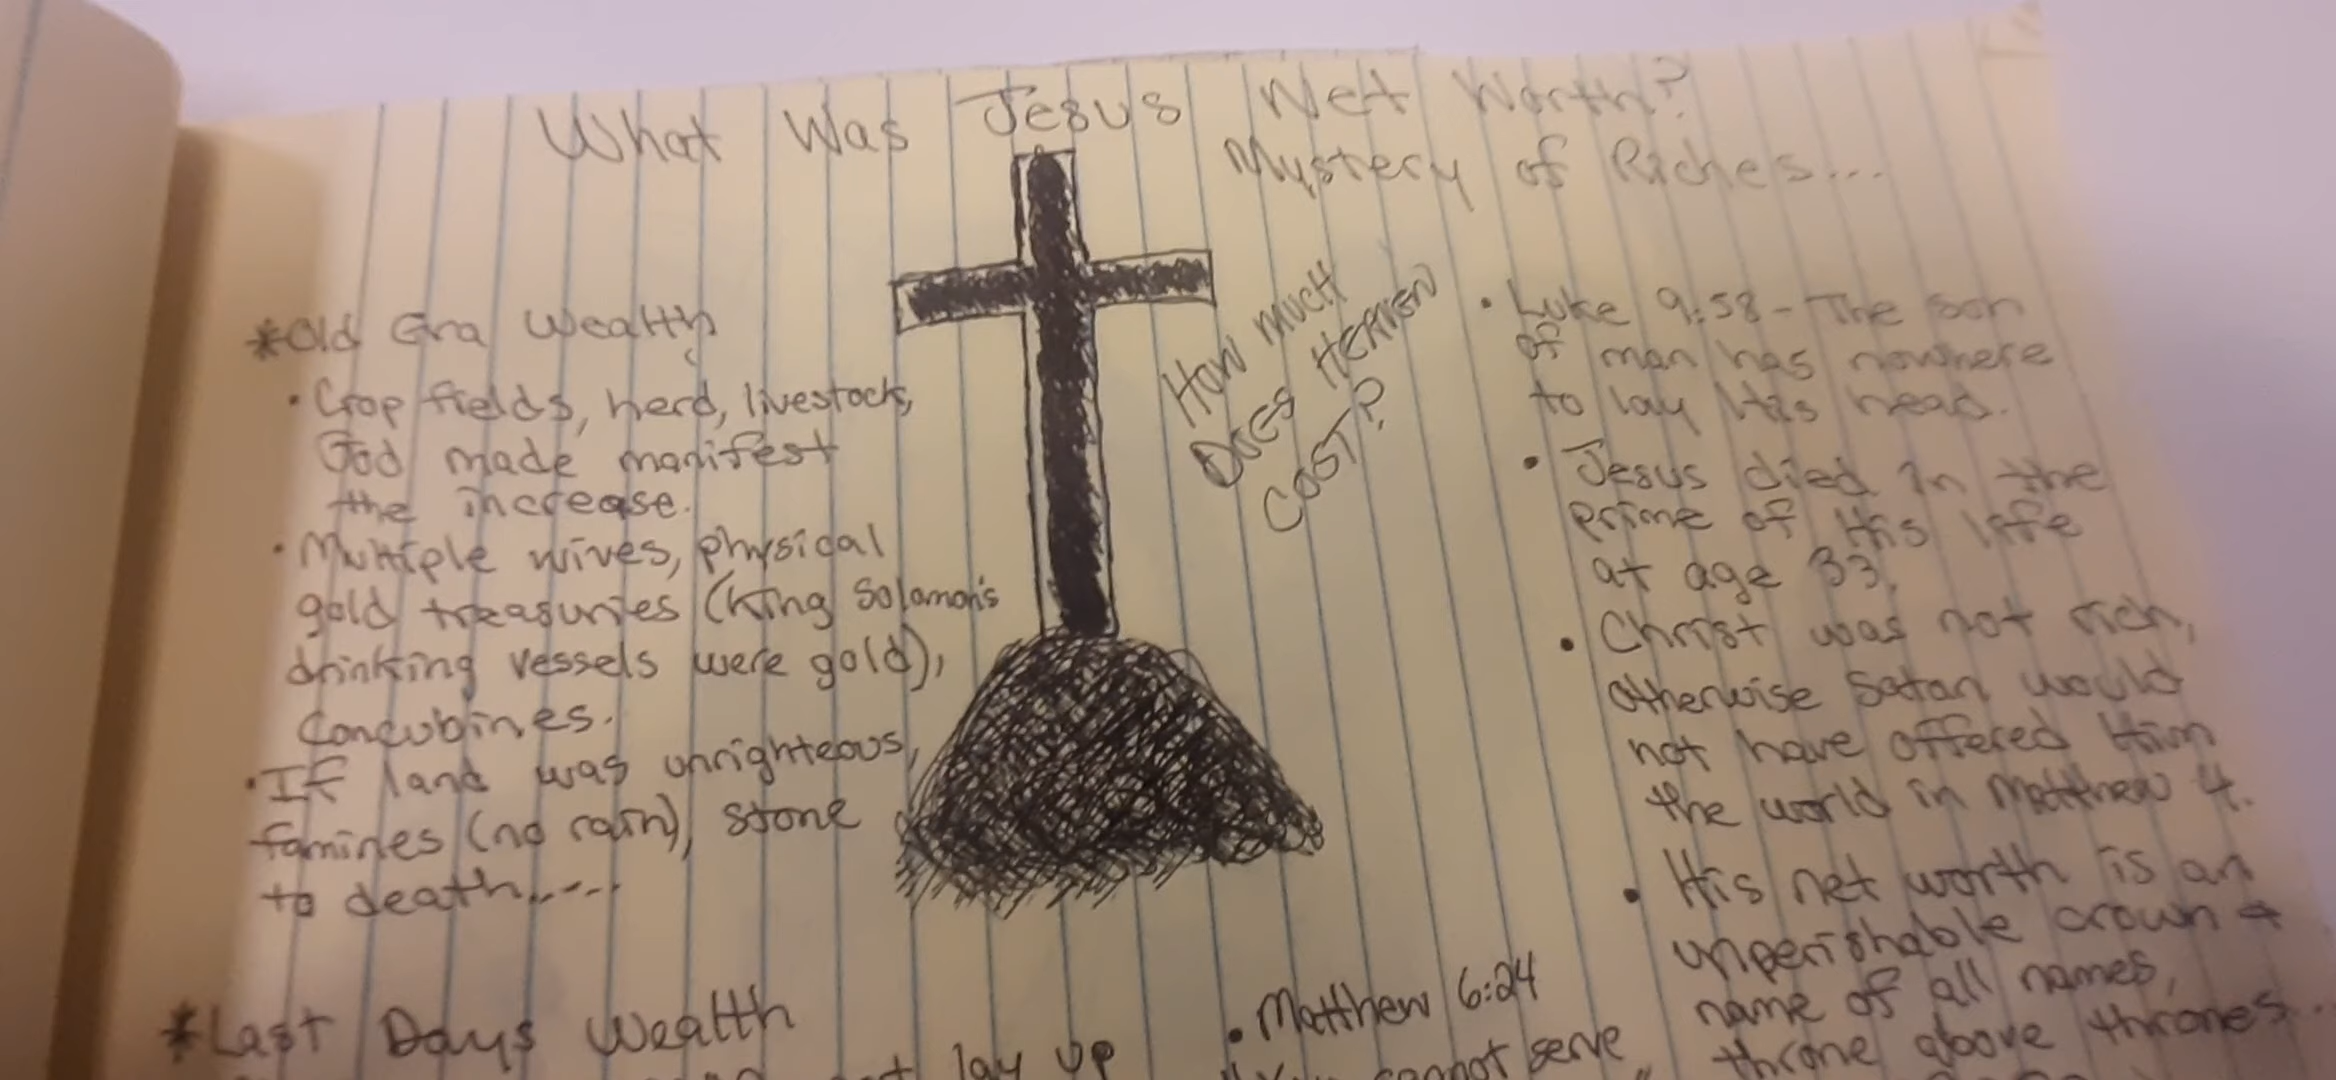 What Was Jesus Net Worth?
Mystery of Riches...
*Old Era Wealth
• Crop fields, herd, livestock,
God made manifest
the increase.
• Multiple wives, physical
gold treasuries (King Solomon's
drinking vessels were gold),
concubines.
• If land was unrighteous,
famines (no rain), stone
to death.....
*Last Days Wealth
lay up
HOW MUCH
DOES HEAVEN
COST?
• Luke 9:58 - The son
of man has nowhere
to lay His head.
• Jesus died in the
prime of His life
at age 33.
• Christ was not rich,
otherwise Satan would
not have offered Him
the world in Matthew 4.
• His net worth is an
unperishable crown &
name of all names,
throne above thrones...
• Matthew 6:24
"You cannot serve